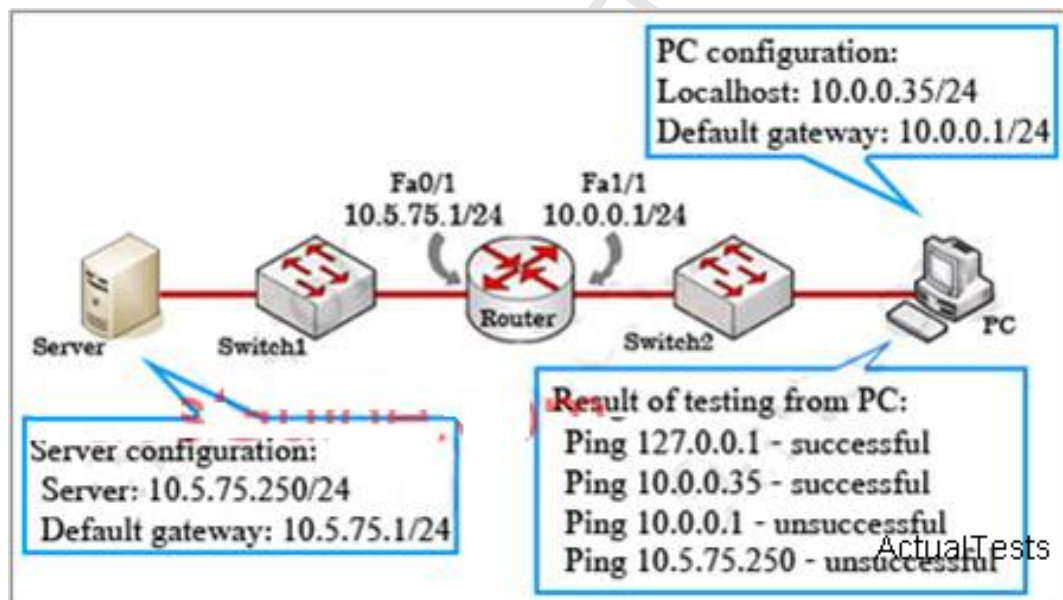 PC configuration:
Localhost: 10.0.0.35/24
Default gateway: 10.0.0.1/24
Fa0/1
10.5.75.1/24
Fa1/1
10.0.0.1/24
Server
Switch1
Router
Switch2
PC
Server configuration:
Server: 10.5.75.250/24
Default gateway: 10.5.75.1/24
Result of testing from PC:
Ping 127.0.0.1 - successful
Ping 10.0.0.35 - successful
Ping 10.0.0.1 - unsuccessful
Ping 10.5.75.250 - unsuccessful
ActualTests